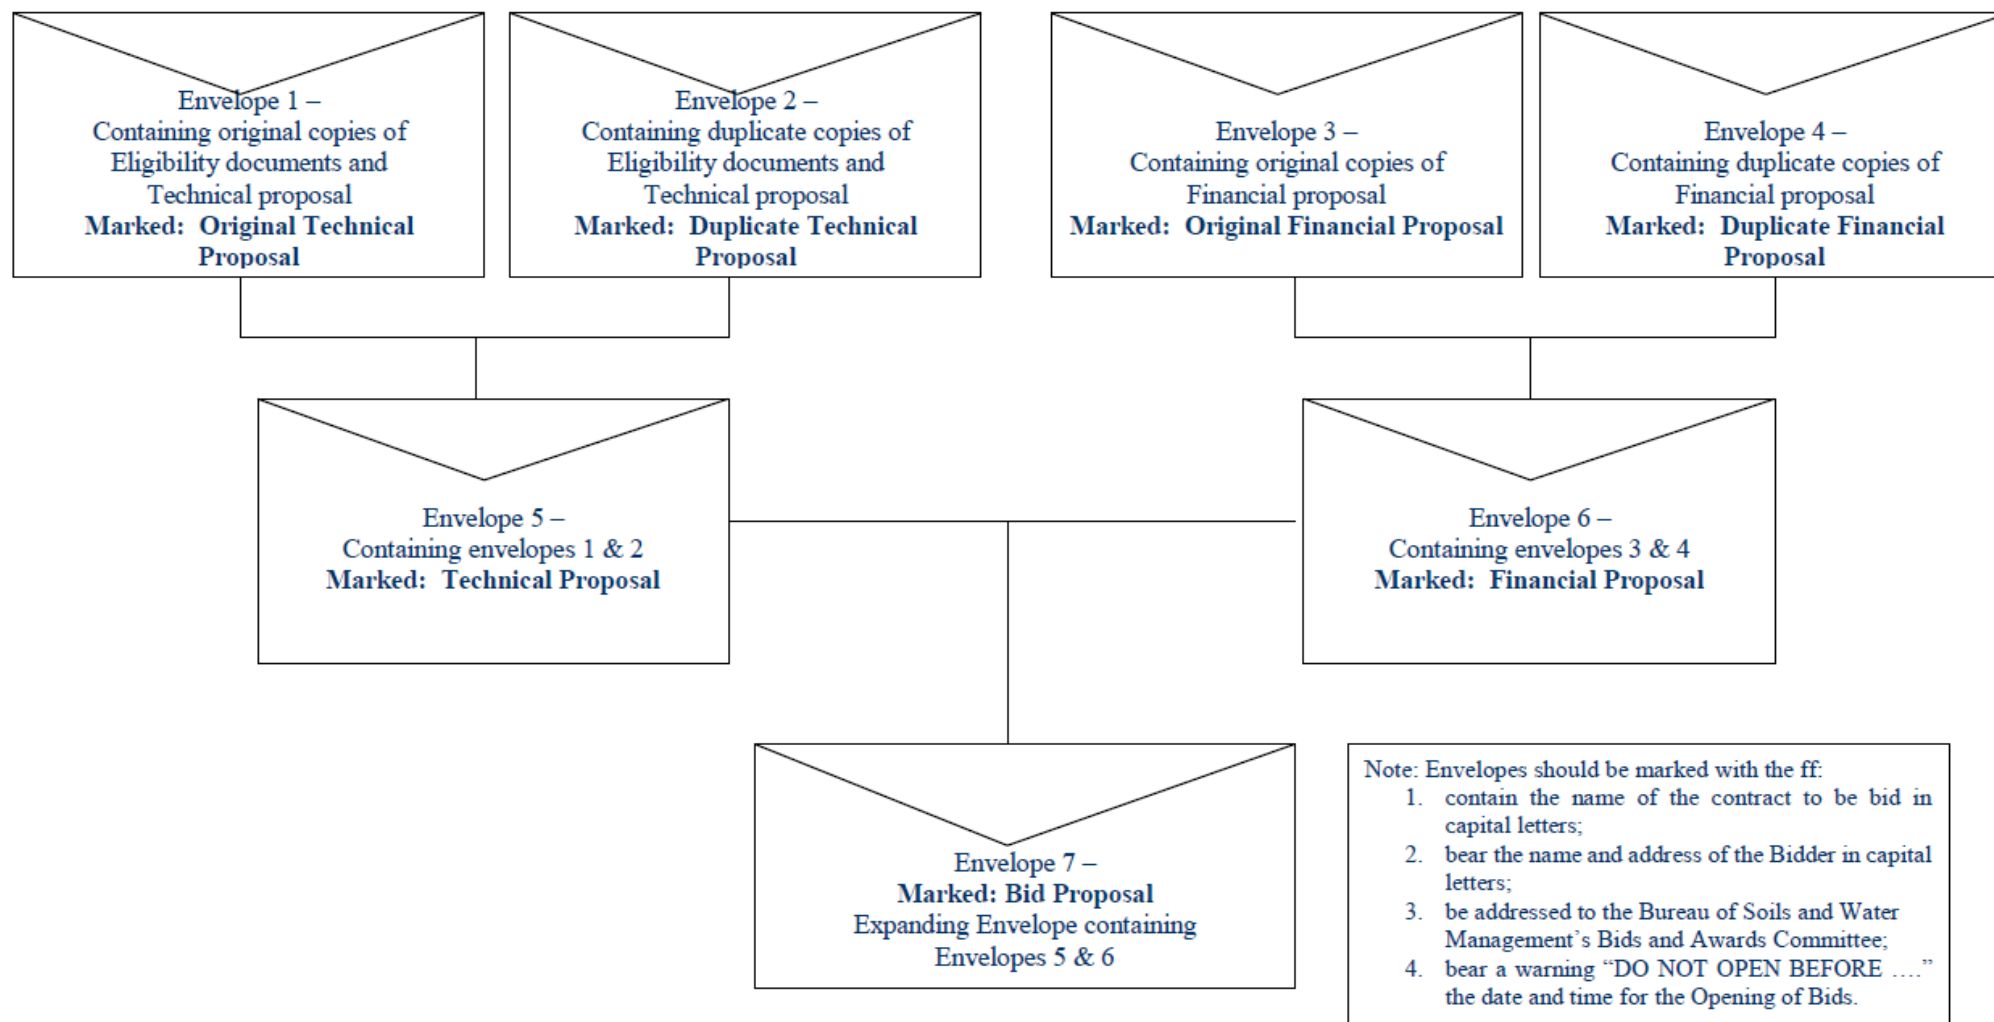 Envelope 1 –
Containing original copies of
Eligibility documents and
Technical proposal
Marked: Original Technical
Proposal
Envelope 2 –
Containing duplicate copies of
Eligibility documents and
Technical proposal
Marked: Duplicate Technical
Proposal
Envelope 3 –
Containing original copies of
Financial proposal
Marked: Original Financial Proposal
Envelope 4 –
Containing duplicate copies of
Financial proposal
Marked: Duplicate Financial
Proposal
Envelope 5 –
Containing envelopes 1 & 2
Marked: Technical Proposal
Envelope 6 –
Containing envelopes 3 & 4
Marked: Financial Proposal
Envelope 7 –
Marked: Bid Proposal
Expanding Envelope containing
Envelopes 5 & 6
Note: Envelopes should be marked with the ff:
1. contain the name of the contract to be bid in
capital letters;
2. bear the name and address of the Bidder in capital
letters;
3. be addressed to the Bureau of Soils and Water
Management’s Bids and Awards Committee;
4. bear a warning “DO NOT OPEN BEFORE ….”
the date and time for the Opening of Bids.